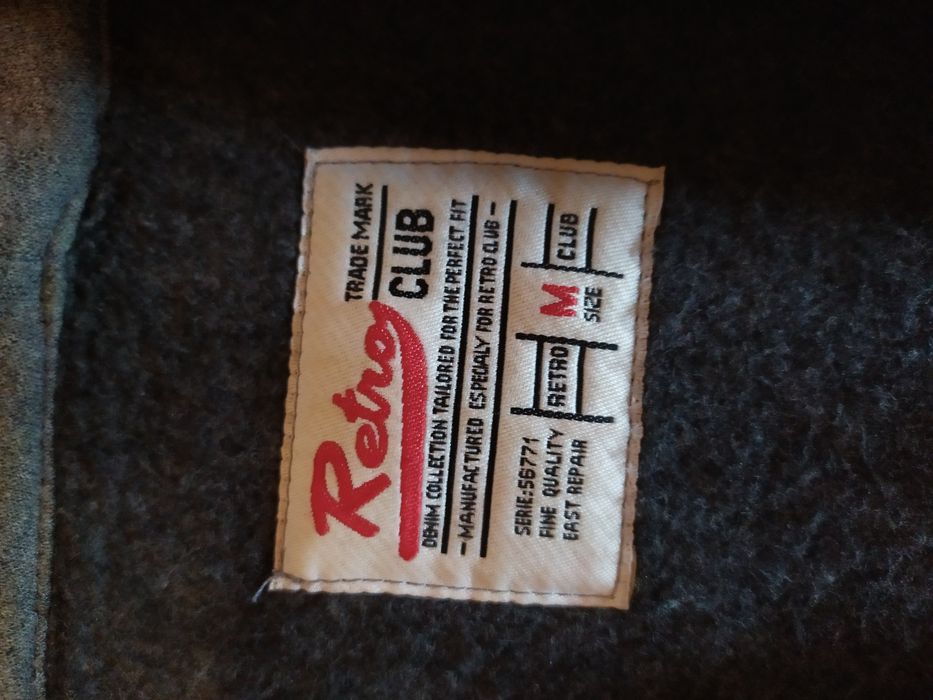 Retro
TRADE MARK
CLUB
DENIM COLLECTION TAILORED FOR THE PERFECT FIT
-MANUFACTURED ESPECIALY FOR RETRO CLUB-
SERIE:56771
FINE QUALITY
EAST REPAIR
RETRO
M
SIZE
CLUB